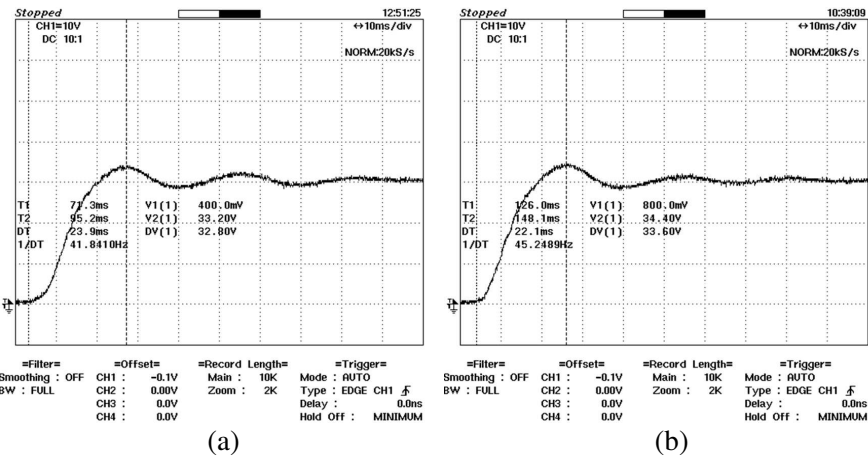 Stopped 12:51:25
CH1=10V ↔10ms/div
DC 10:1
NORM:20kS/s
T1 71.3ms V1(1) 400.0mV
T2 95.2ms V2(1) 33.20V
DT 23.9ms DV(1) 32.80V
1/DT 41.8410Hz
=Filter= =Offset= =Record Length= =Trigger=
Smoothing : OFF CH1 : -0.1V Main : 10K Mode : AUTO
BW : FULL CH2 : 0.00V Zoom : 2K Type : EDGE CH1
CH3 : 0.0V Delay : 0.0ns
CH4 : 0.0V Hold Off : MINIMUM
(a)
Stopped 10:39:09
CH1=10V ↔10ms/div
DC 10:1
NORM:20kS/s
T1 126.0ms V1(1) 800.0mV
T2 148.1ms V2(1) 34.40V
DT 22.1ms DV(1) 33.60V
1/DT 45.2489Hz
=Filter= =Offset= =Record Length= =Trigger=
Smoothing : OFF CH1 : -0.1V Main : 10K Mode : AUTO
BW : FULL CH2 : 0.00V Zoom : 2K Type : EDGE CH1
CH3 : 0.0V Delay : 0.0ns
CH4 : 0.0V Hold Off : MINIMUM
(b)